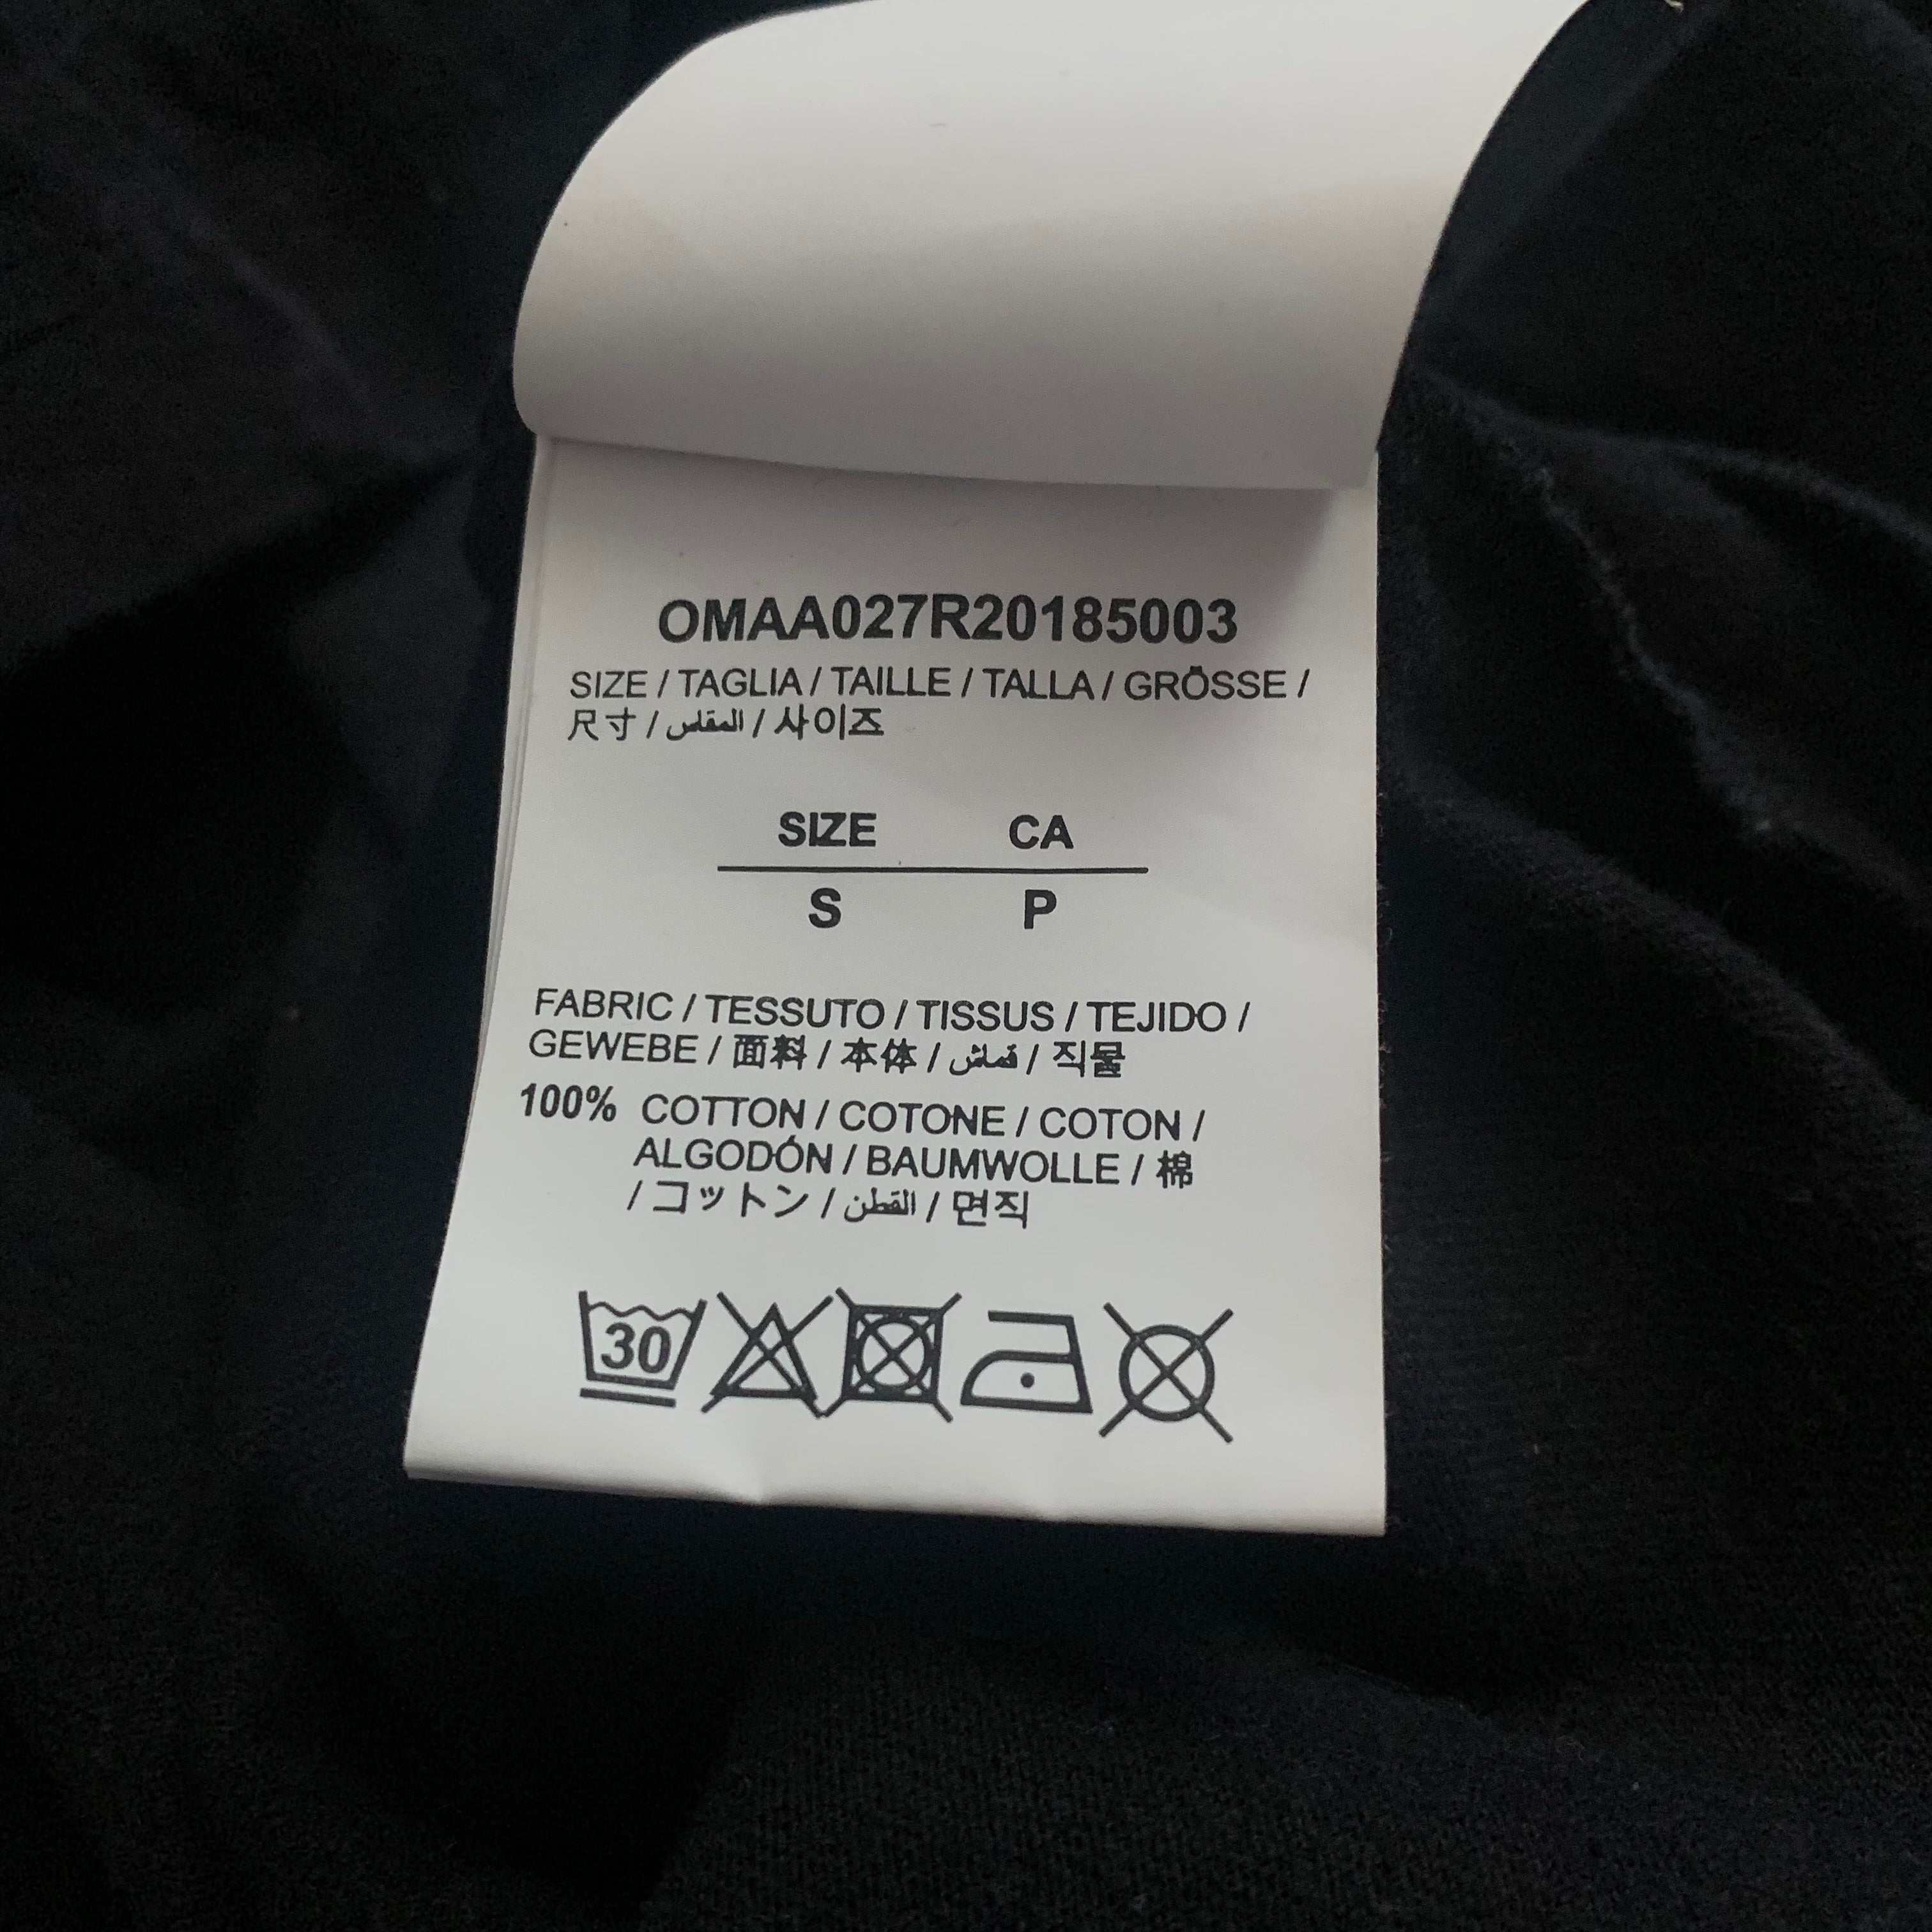 OMAA027R20185003
SIZE / TAGLIA / TAILLE / TALLA / GRÖSSE /
尺寸 / المقاس / 사이즈
SIZE CA
S P
FABRIC / TESSUTO / TISSUS / TEJIDO /
GEWEBE / 面料 / 本体 / قماش / 직물
100% COTTON / COTONE / COTON /
ALGODÓN / BAUMWOLLE / 棉
/ コットン / القطن / 면직
30